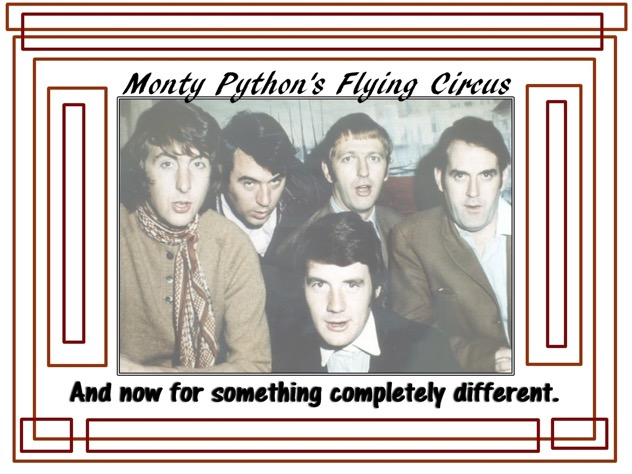 Monty Python's Flying Circus
And now for something completely different.